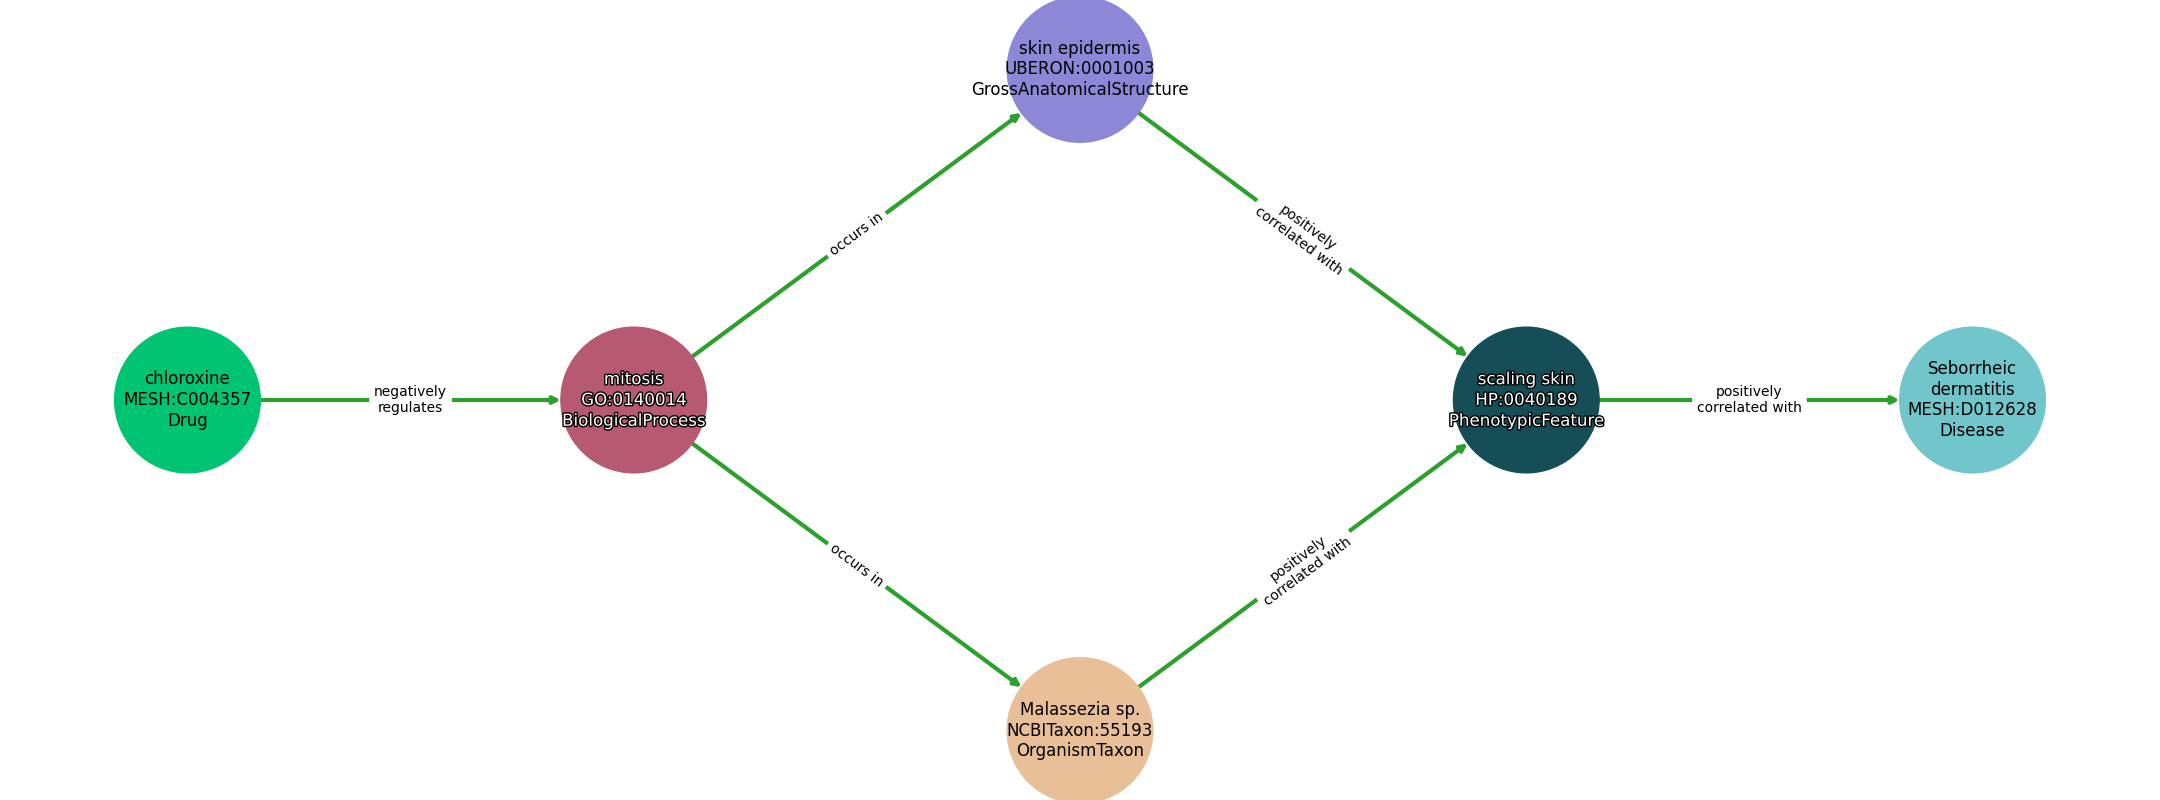 skin epidermis
UBERON:0001003
GrossAnatomicalStructure
occurs in
positively
correlated with
chloroxine
MESH:C004357
Drug
negatively
regulates
mitosis
GO:0140014
BiologicalProcess
scaling skin
HP:0040189
PhenotypicFeature
positively
correlated with
Seborrheic
dermatitis
MESH:D012628
Disease
occurs in
positively
correlated with
Malassezia sp.
NCBITaxon:55193
OrganismTaxon